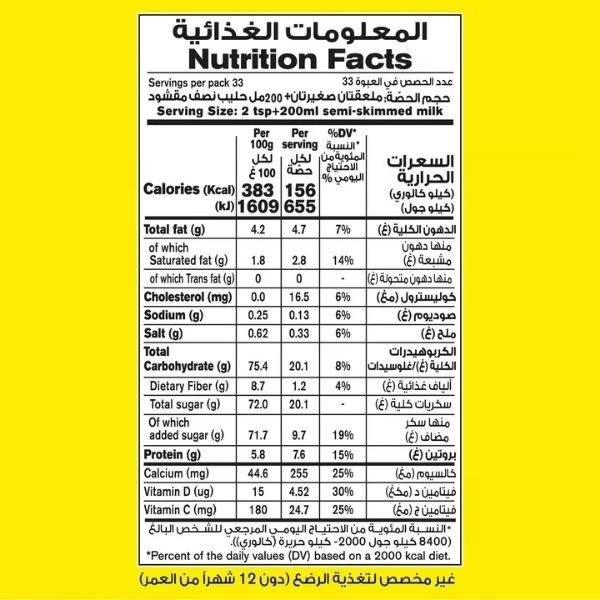 المعلومات الغذائية
Nutrition Facts
Servings per pack 33 عدد الحصص في العبوة 33
حجم الحصّة: ملعقتان صغيرتان+ 200مل حليب نصف مقشود
Serving Size: 2 tsp+200ml semi-skimmed milk
Per 100g لكل 100 غ
Per serving لكل حصّة
%DV* *النسبة المئوية من الاحتياج اليومي %
السعرات الحرارية
Calories (Kcal) 383 156 (كيلو كالوري)
(kJ) 1609 655 (كيلو جول)
Total fat (g) 4.2 4.7 7% الدهون الكلية (غ)
of which منها دهون
Saturated fat (g) 1.8 2.8 14% مشبعة (غ)
of which Trans fat (g) 0 0 - منها دهون متحولة (غ)
Cholesterol (mg) 0.0 16.5 6% كوليسترول (مغ)
Sodium (g) 0.25 0.13 6% صوديوم (غ)
Salt (g) 0.62 0.33 6% ملح (غ)
Total الكربوهيدرات
Carbohydrate (g) 75.4 20.1 8% الكلية (غ)/غلوسيدات
Dietary Fiber (g) 8.7 1.2 4% ألياف غذائية (غ)
Total sugar (g) 72.0 20.1 - سكريات كلية (غ)
Of which منها سكر
added sugar (g) 71.7 9.7 19% مضاف (غ)
Protein (g) 5.8 7.6 15% بروتين (غ)
Calcium (mg) 44.6 255 25% كالسيوم (مغ)
Vitamin D (ug) 15 4.52 30% فيتامين د (مكغ)
Vitamin C (mg) 180 24.7 25% فيتامين ج (مغ)
*النسبة المئوية من الاحتياج اليومي المرجعي للشخص البالغ
(8400 كيلو جول -2000 كيلو حريرة (كالوري)).
*Percent of the daily values (DV) based on a 2000 kcal diet.
غير مخصص لتغذية الرضع (دون 12 شهراً من العمر)